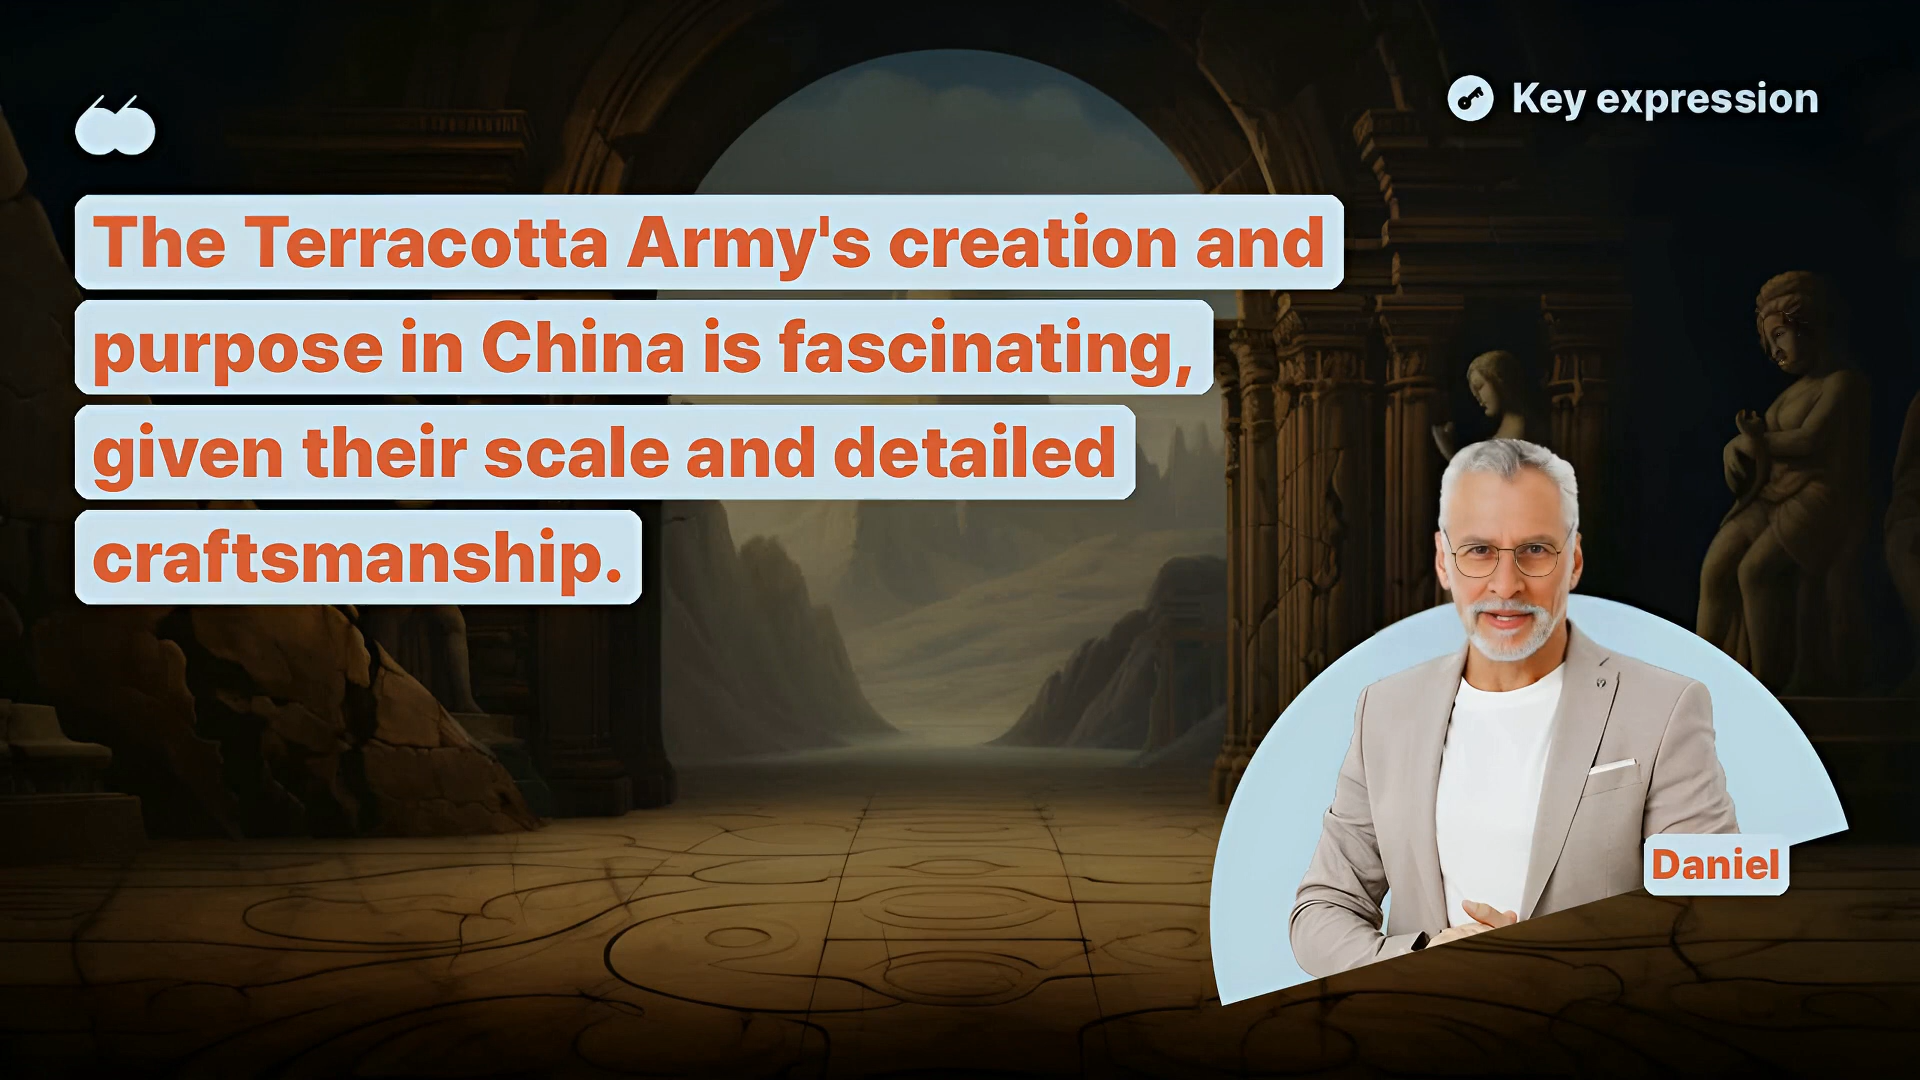 Key expression
The Terracotta Army's creation and
purpose in China is fascinating,
given their scale and detailed
craftsmanship.
Daniel